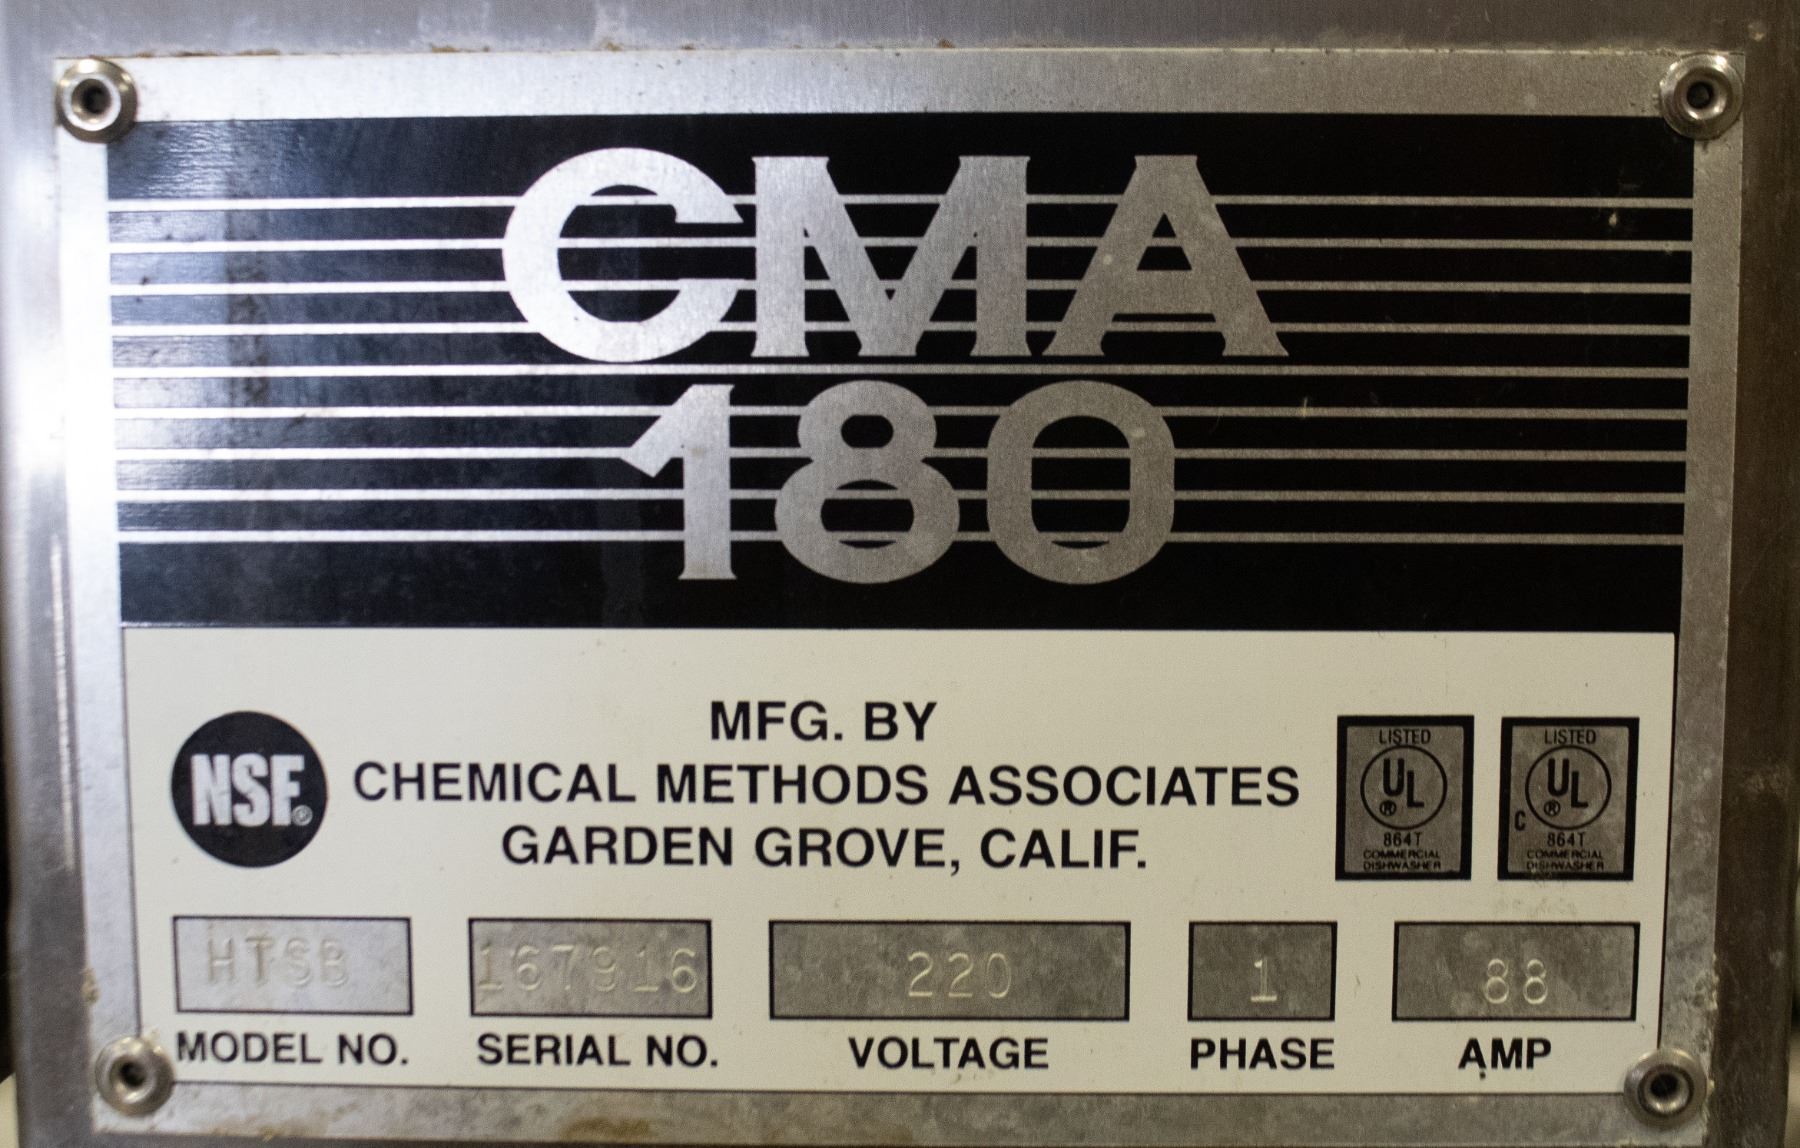 CMA
180
NSF®
MFG. BY
CHEMICAL METHODS ASSOCIATES
GARDEN GROVE, CALIF.
LISTED
UL
®
864T
COMMERCIAL
DISHWASHER
LISTED
C UL
®
864T
COMMERCIAL
DISHWASHER
HTSB 167916 220 1 88
MODEL NO. SERIAL NO. VOLTAGE PHASE AMP